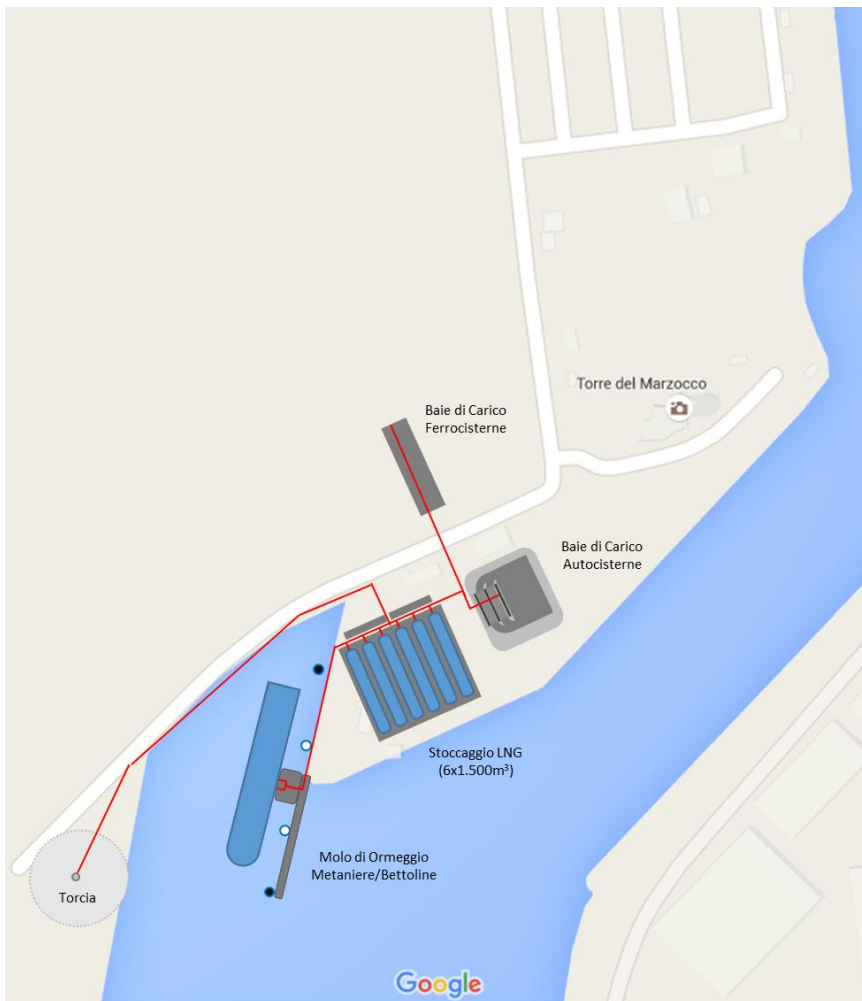 Torre del Marzocco
Baie di Carico
Ferrocisterne
Baie di Carico
Autocisterne
Stoccaggio LNG
(6x1.500m³)
Molo di Ormeggio
Metaniere/Bettoline
Torcia
Google